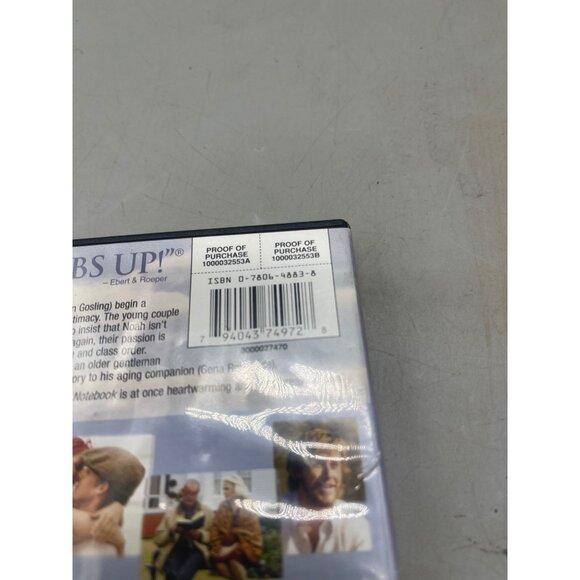 BS UP!"®
– Ebert & Roeper
PROOF OF
PURCHASE
1000032553A
PROOF OF
PURCHASE
1000032553B
ISBN 0-7806-4883-8
7 94043 74972 8
3000027470
n Gosling) begin a
timacy. The young couple
o insist that Noah isn't
again, their passion is
e and class order.
an older gentleman
ory to his aging companion (Gena
Notebook is at once heartwarming